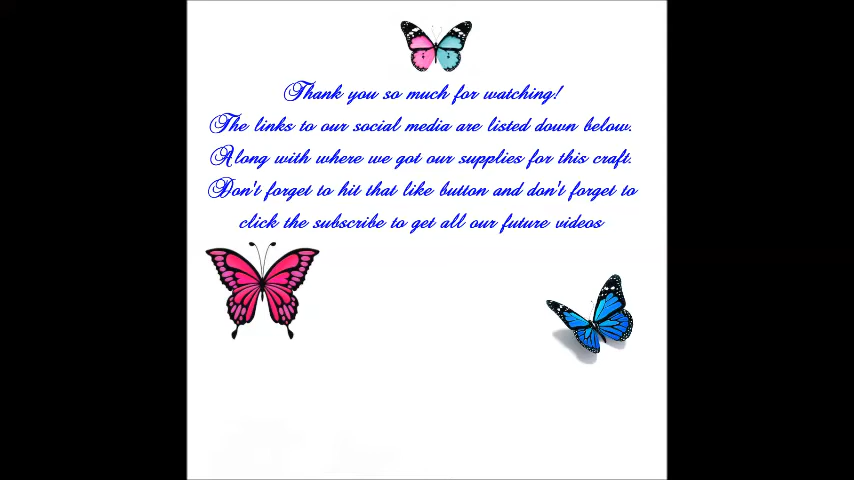 Thank you so much for watching!
The links to our social media are listed down below.
Along with where we got our supplies for this craft.
Don't forget to hit that like button and don't forget to
click the subscribe to get all our future videos